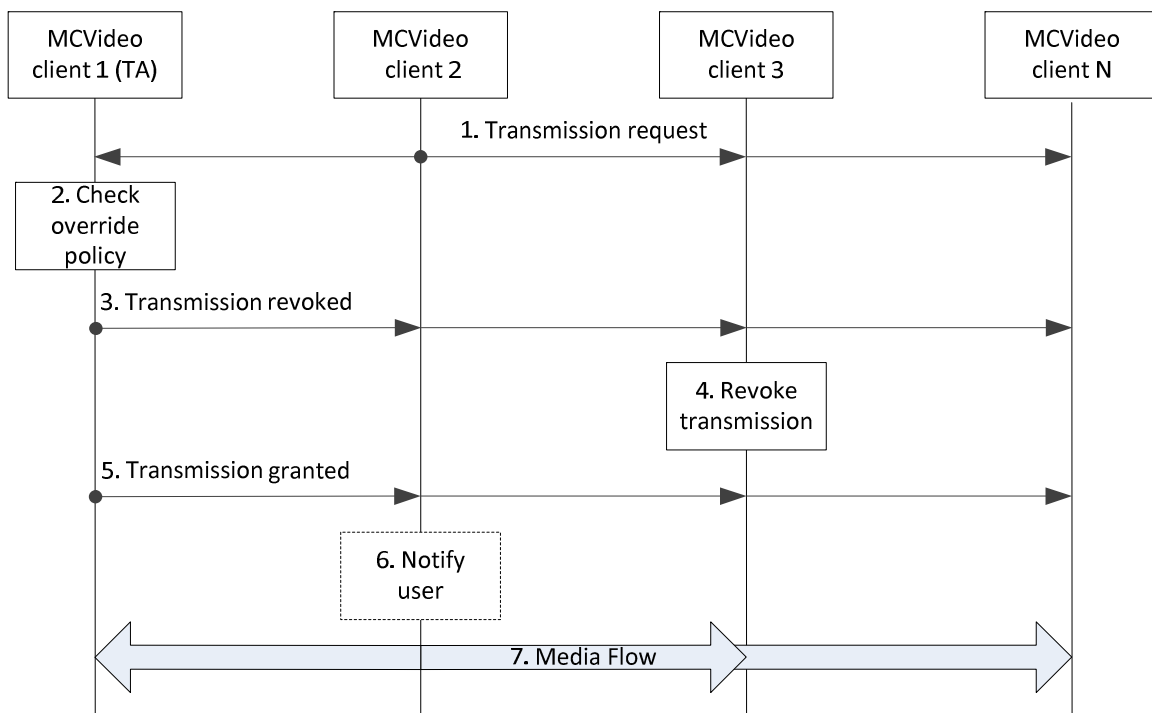 MCVideo
client 1 (TA)
MCVideo
client 2
MCVideo
client 3
MCVideo
client N
1. Transmission request
2. Check
override
policy
3. Transmission revoked
4. Revoke
transmission
5. Transmission granted
6. Notify
user
7. Media Flow